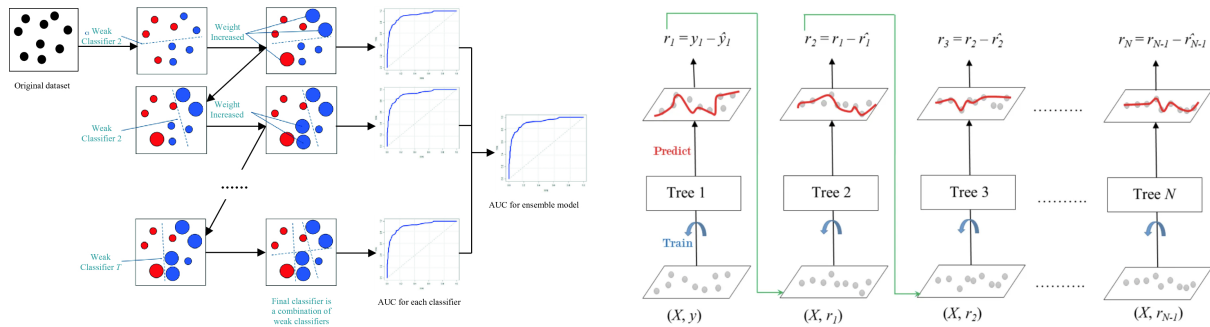 Original dataset
Weak
Classifier 2
Weight
Increased
Weak
Classifier 2
Weight
Increased
......
Weak
Classifier T
Final classifier is
a combination of
weak classifiers
AUC for each classifier
AUC for ensemble model
r1 = y1 − ŷ1
r2 = r1 − r̂1
r3 = r2 − r̂2
rN = rN-1 − r̂N-1
...........
Predict
Tree 1
Tree 2
Tree 3
...........
Tree N
Train
...........
(X, y)
(X, r1)
(X, r2)
(X, rN-1)